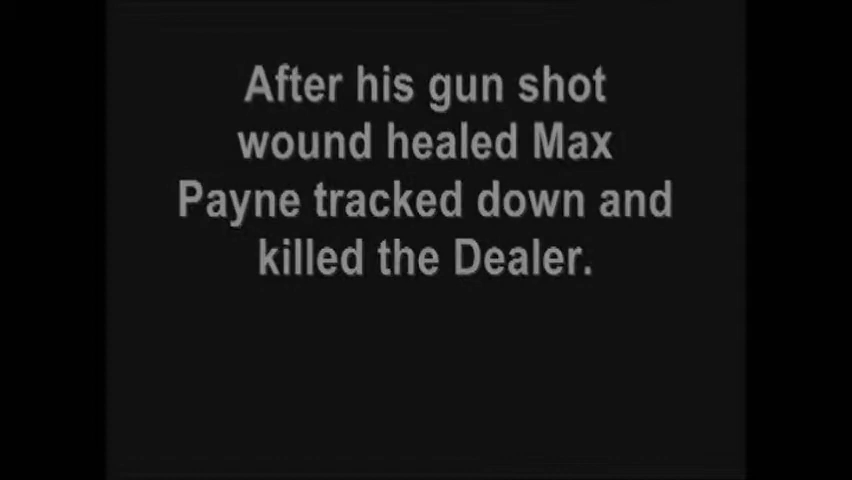 After his gun shot
wound healed Max
Payne tracked down and
killed the Dealer.